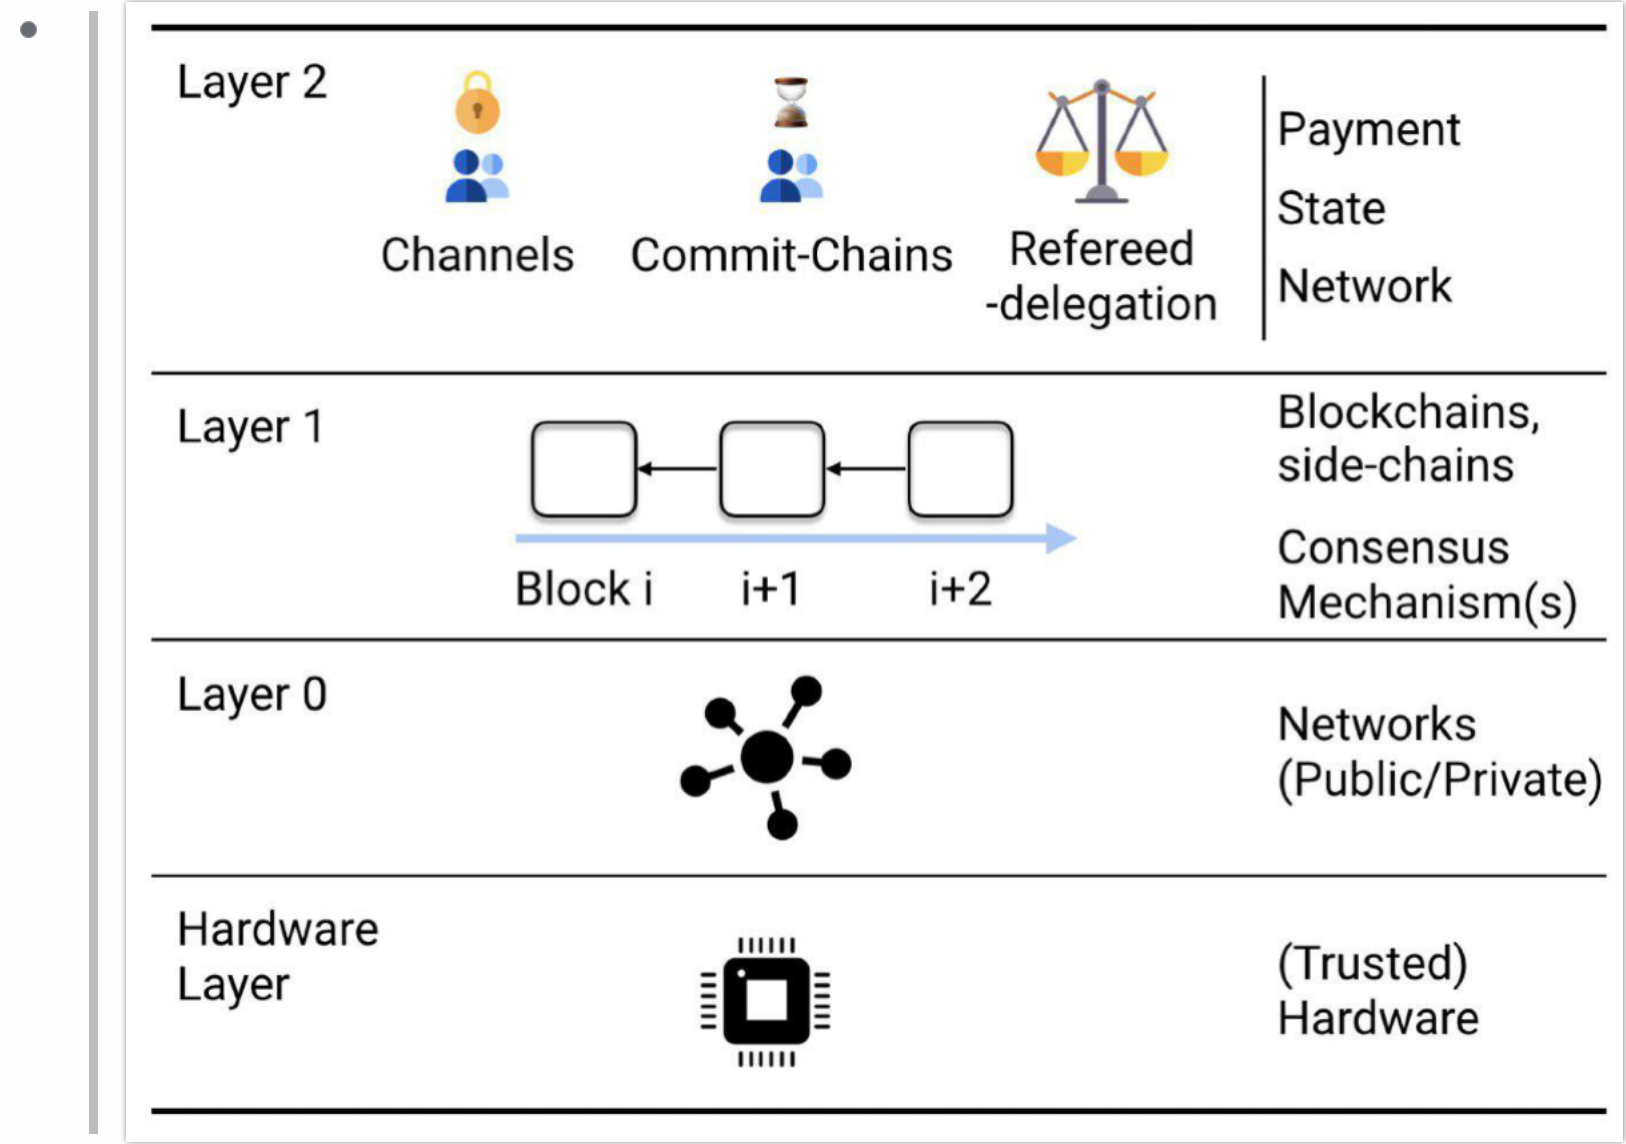 Layer 2
Channels
Commit-Chains
Refereed
-delegation
Payment
State
Network
Layer 1
Block i
i+1
i+2
Blockchains,
side-chains
Consensus
Mechanism(s)
Layer 0
Networks
(Public/Private)
Hardware
Layer
(Trusted)
Hardware